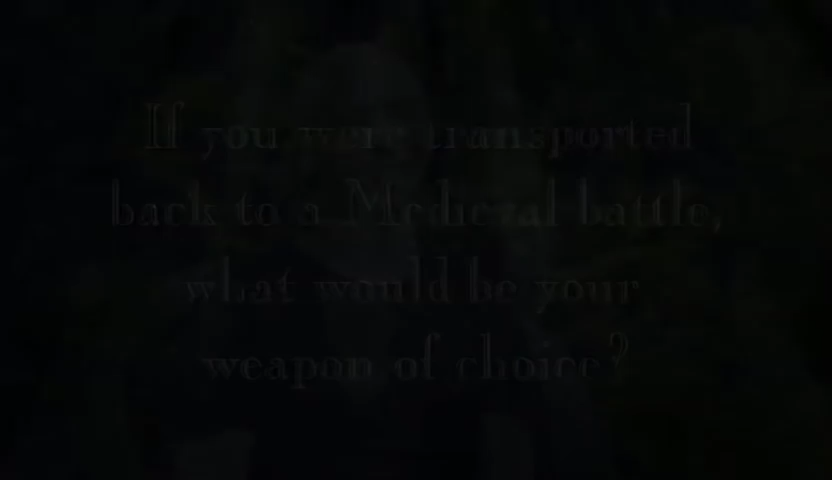 If you were transported
back to a Medieval battle,
what would be your
weapon of choice?